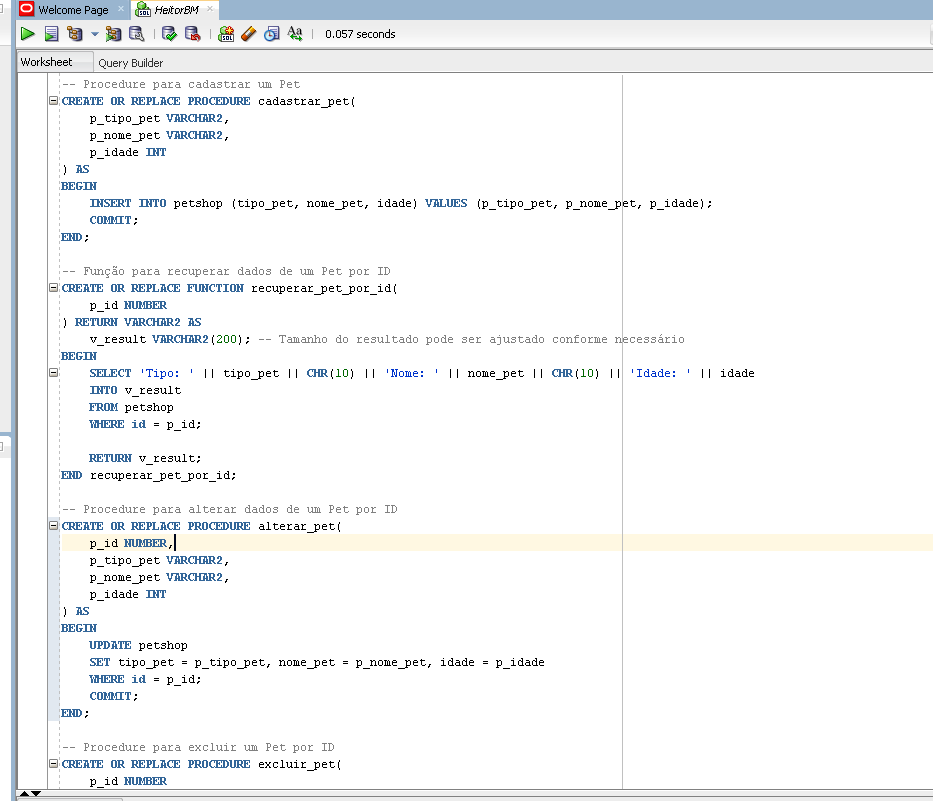 Welcome Page
HeitorBM
0.057 seconds
Worksheet
Query Builder
-- Procedure para cadastrar um Pet
CREATE OR REPLACE PROCEDURE cadastrar_pet(
    p_tipo_pet VARCHAR2,
    p_nome_pet VARCHAR2,
    p_idade INT
) AS
BEGIN
    INSERT INTO petshop (tipo_pet, nome_pet, idade) VALUES (p_tipo_pet, p_nome_pet, p_idade);
    COMMIT;
END;
-- Função para recuperar dados de um Pet por ID
CREATE OR REPLACE FUNCTION recuperar_pet_por_id(
    p_id NUMBER
) RETURN VARCHAR2 AS
    v_result VARCHAR2(200); -- Tamanho do resultado pode ser ajustado conforme necessário
BEGIN
    SELECT 'Tipo: ' || tipo_pet || CHR(10) || 'Nome: ' || nome_pet || CHR(10) || 'Idade: ' || idade
    INTO v_result
    FROM petshop
    WHERE id = p_id;
    RETURN v_result;
END recuperar_pet_por_id;
-- Procedure para alterar dados de um Pet por ID
CREATE OR REPLACE PROCEDURE alterar_pet(
    p_id NUMBER,
    p_tipo_pet VARCHAR2,
    p_nome_pet VARCHAR2,
    p_idade INT
) AS
BEGIN
    UPDATE petshop
    SET tipo_pet = p_tipo_pet, nome_pet = p_nome_pet, idade = p_idade
    WHERE id = p_id;
    COMMIT;
END;
-- Procedure para excluir um Pet por ID
CREATE OR REPLACE PROCEDURE excluir_pet(
    p_id NUMBER